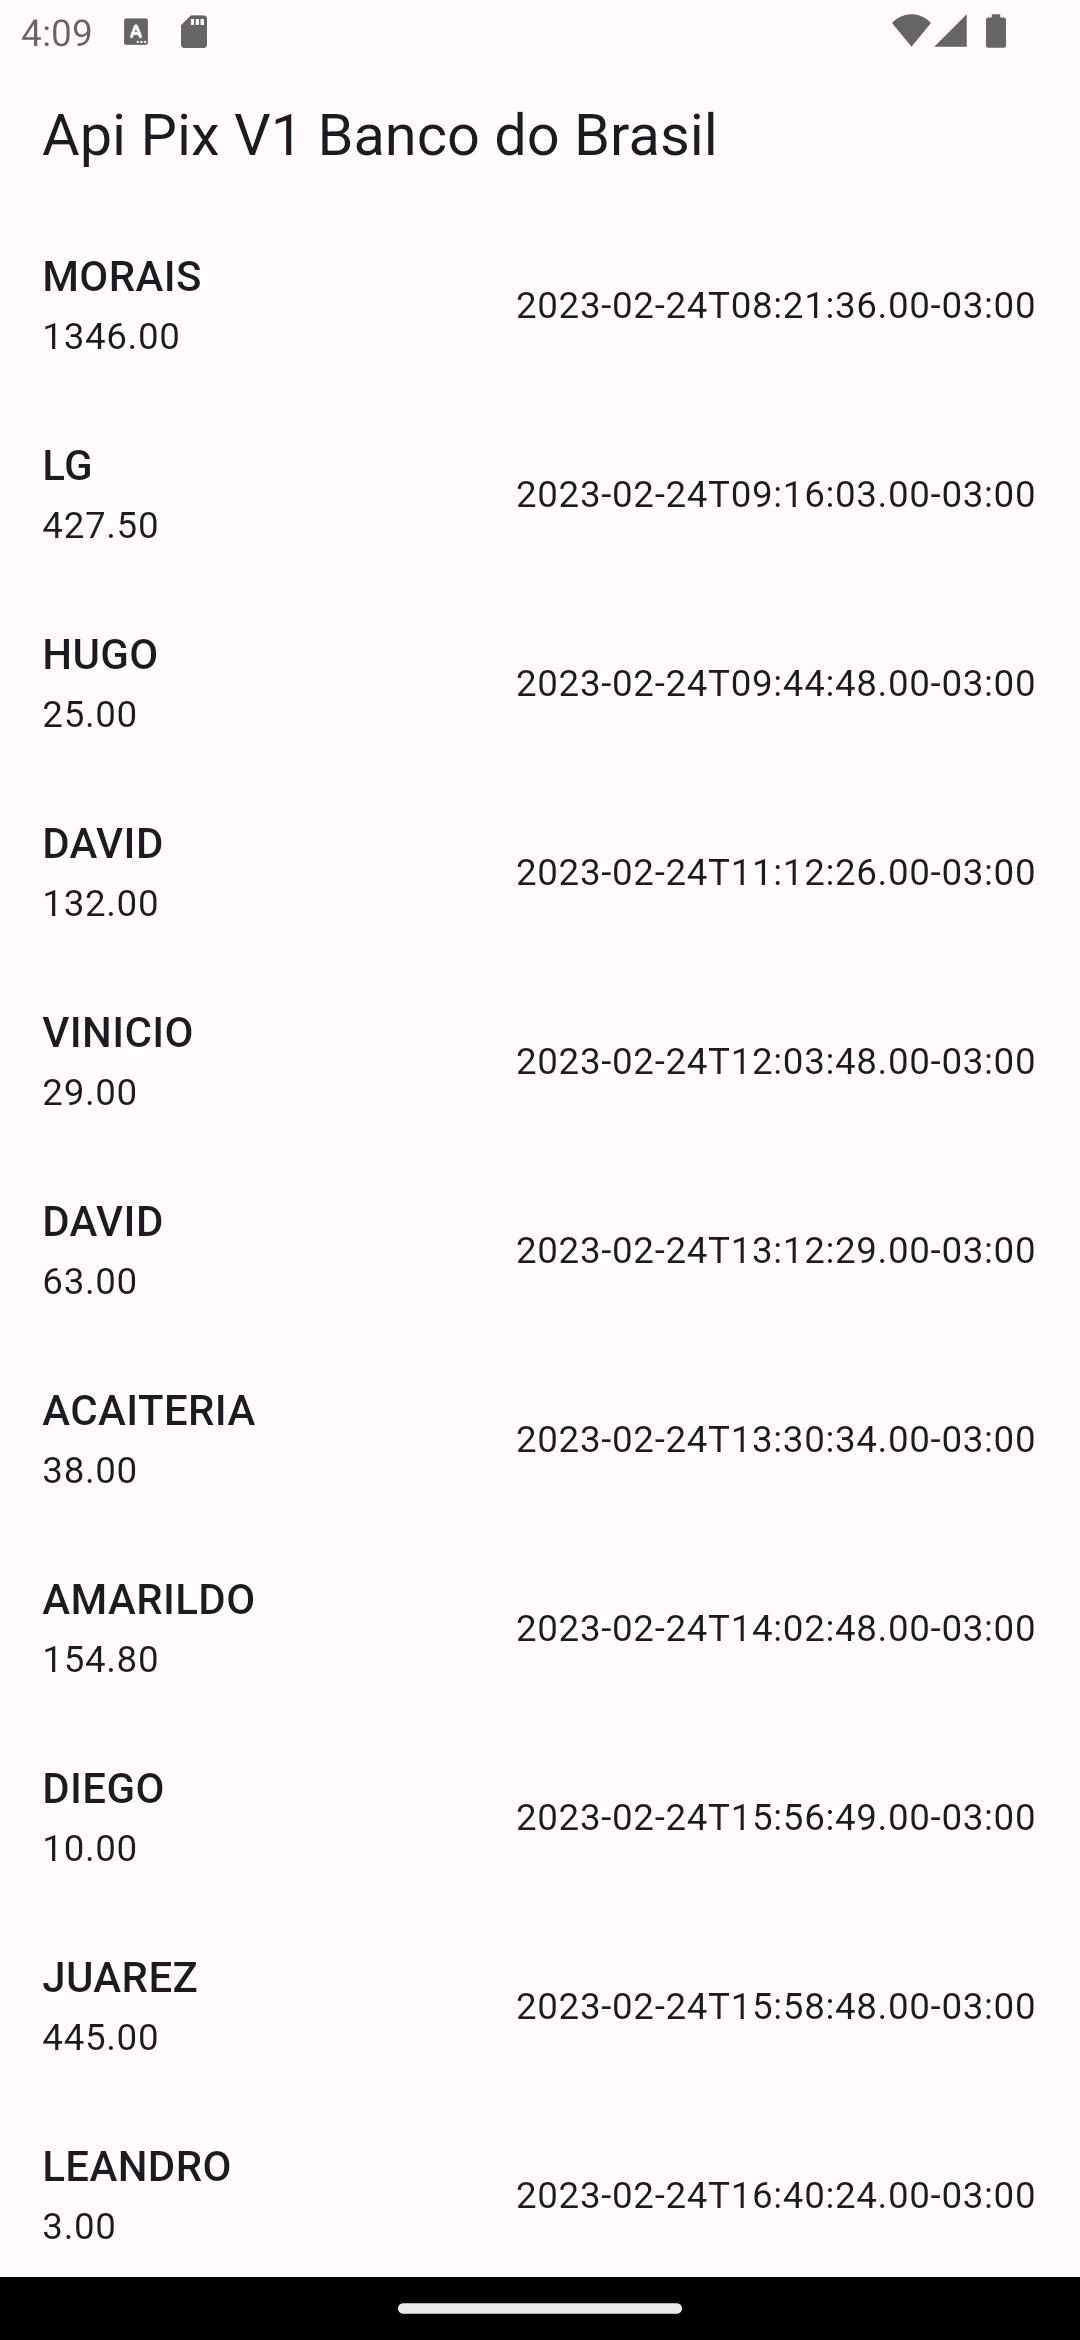 4:09
Api Pix V1 Banco do Brasil
MORAIS
1346.00
2023-02-24T08:21:36.00-03:00
LG
427.50
2023-02-24T09:16:03.00-03:00
HUGO
25.00
2023-02-24T09:44:48.00-03:00
DAVID
132.00
2023-02-24T11:12:26.00-03:00
VINICIO
29.00
2023-02-24T12:03:48.00-03:00
DAVID
63.00
2023-02-24T13:12:29.00-03:00
ACAITERIA
38.00
2023-02-24T13:30:34.00-03:00
AMARILDO
154.80
2023-02-24T14:02:48.00-03:00
DIEGO
10.00
2023-02-24T15:56:49.00-03:00
JUAREZ
445.00
2023-02-24T15:58:48.00-03:00
LEANDRO
3.00
2023-02-24T16:40:24.00-03:00